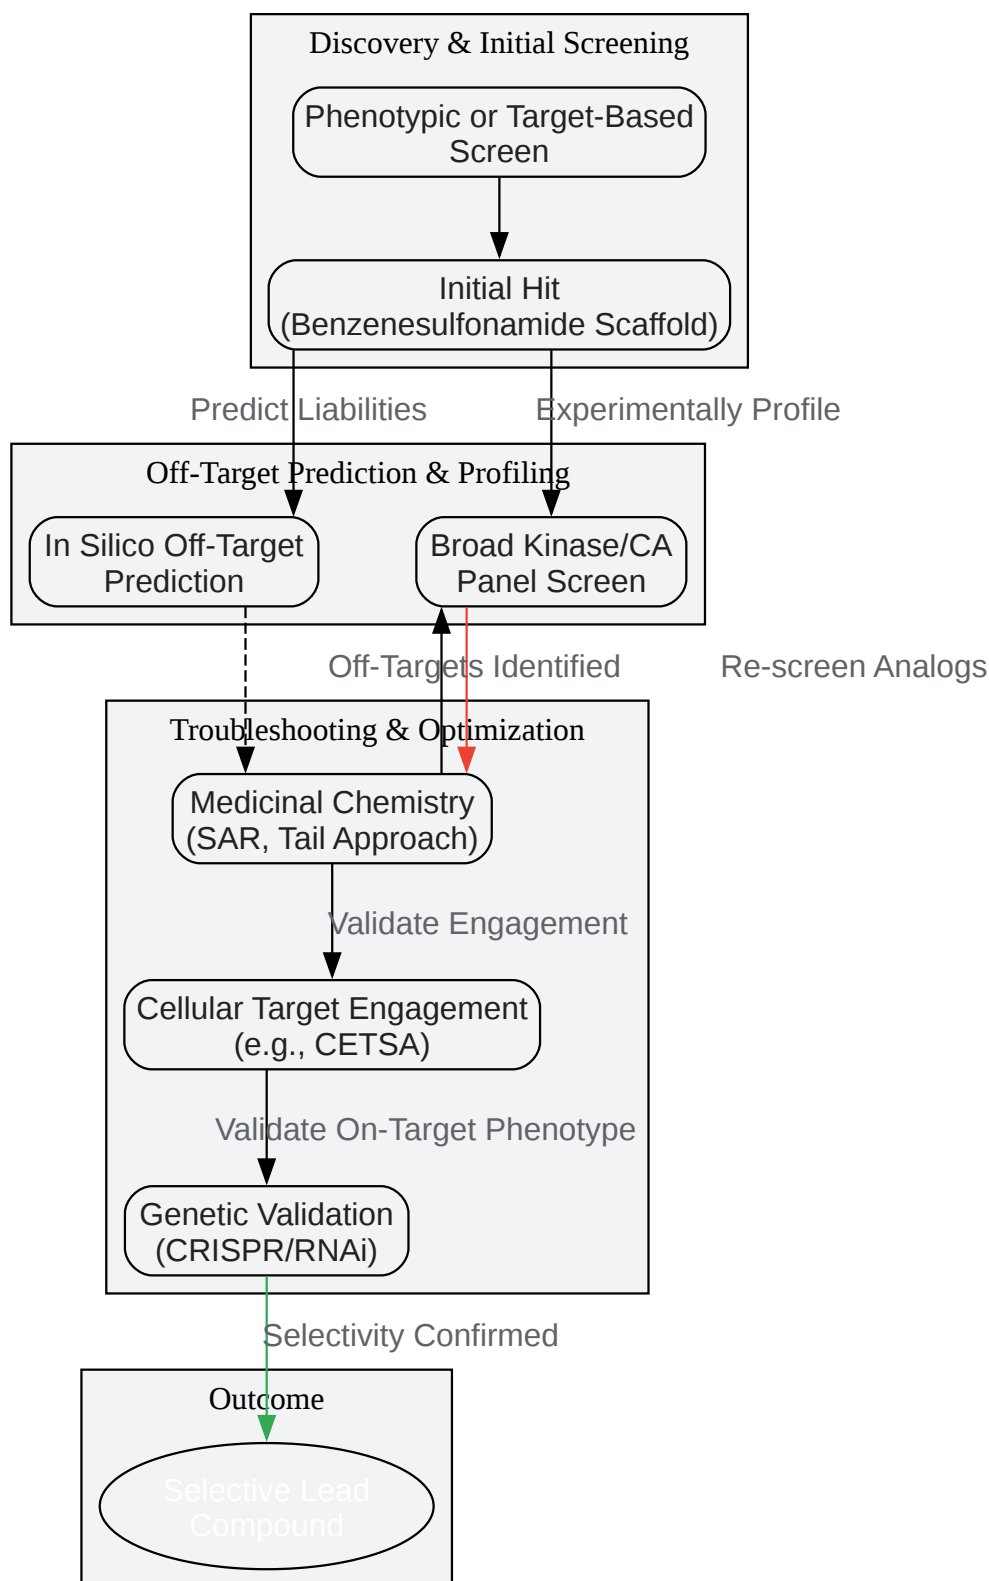 Discovery & Initial Screening
Phenotypic or Target-Based
Screen
Initial Hit
(Benzenesulfonamide Scaffold)
Predict Liabilities
Experimentally Profile
Off-Target Prediction & Profiling
In Silico Off-Target
Prediction
Broad Kinase/CA
Panel Screen
Off-Targets Identified
Re-screen Analogs
Troubleshooting & Optimization
Medicinal Chemistry
(SAR, Tail Approach)
Validate Engagement
Cellular Target Engagement
(e.g., CETSA)
Validate On-Target Phenotype
Genetic Validation
(CRISPR/RNAi)
Selectivity Confirmed
Outcome
Selective Lead
Compound